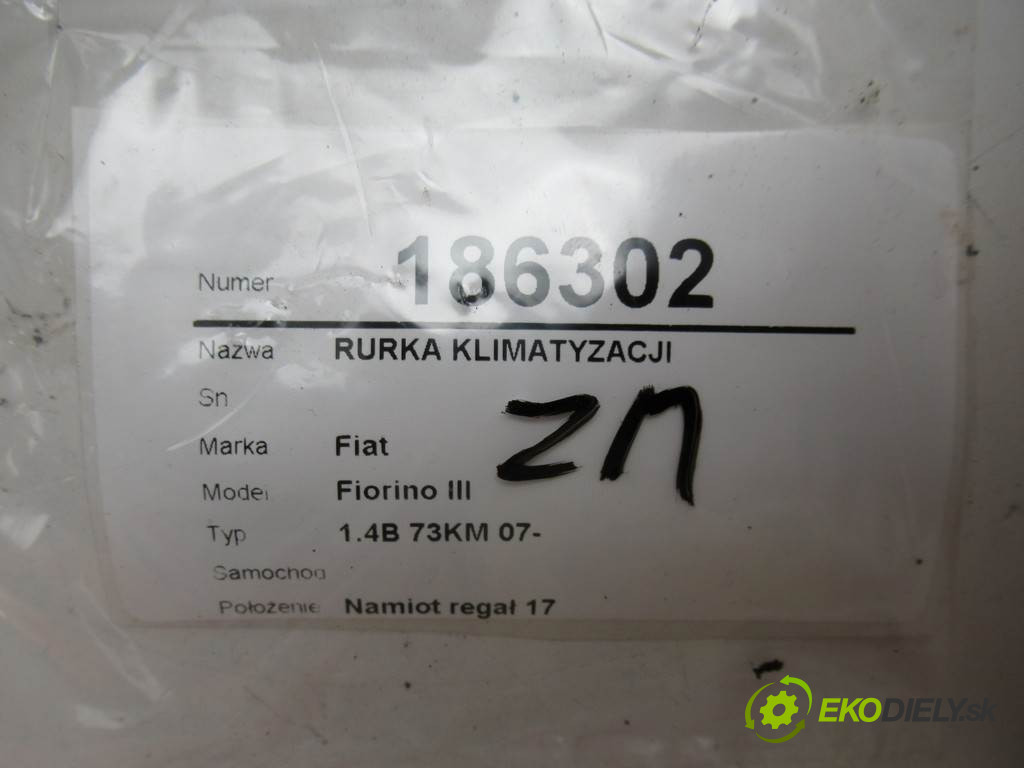 Numer 186302
Nazwa RURKA KLIMATYZACJI
Sn
Marka Fiat
Model Fiorino III
Typ 1.4B 73KM 07-
Samochod
Położenie Namiot regał 17
ZM
EKODIELY.sk